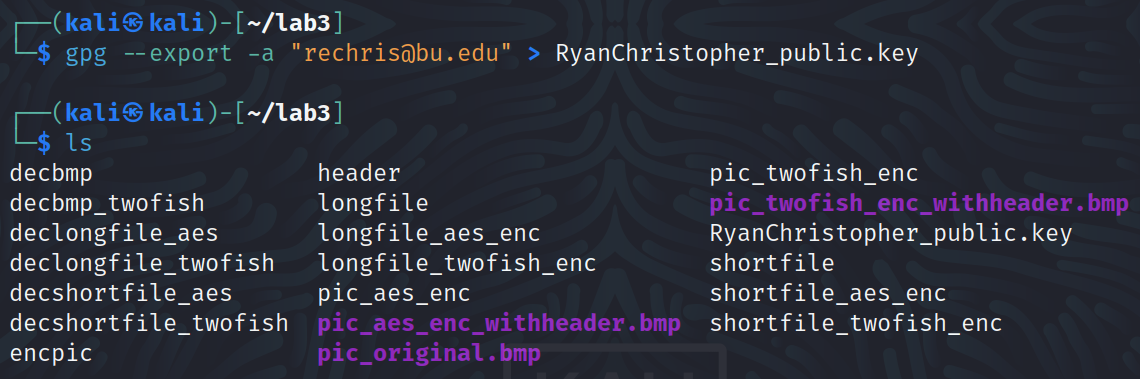 ┌──(kali㉿kali)-[~/lab3]
└─$ gpg --export -a "rechris@bu.edu" > RyanChristopher_public.key
┌──(kali㉿kali)-[~/lab3]
└─$ ls
decbmp header pic_twofish_enc
decbmp_twofish longfile pic_twofish_enc_withheader.bmp
declongfile_aes longfile_aes_enc RyanChristopher_public.key
declongfile_twofish longfile_twofish_enc shortfile
decshortfile_aes pic_aes_enc shortfile_aes_enc
decshortfile_twofish pic_aes_enc_withheader.bmp shortfile_twofish_enc
encpic pic_original.bmp